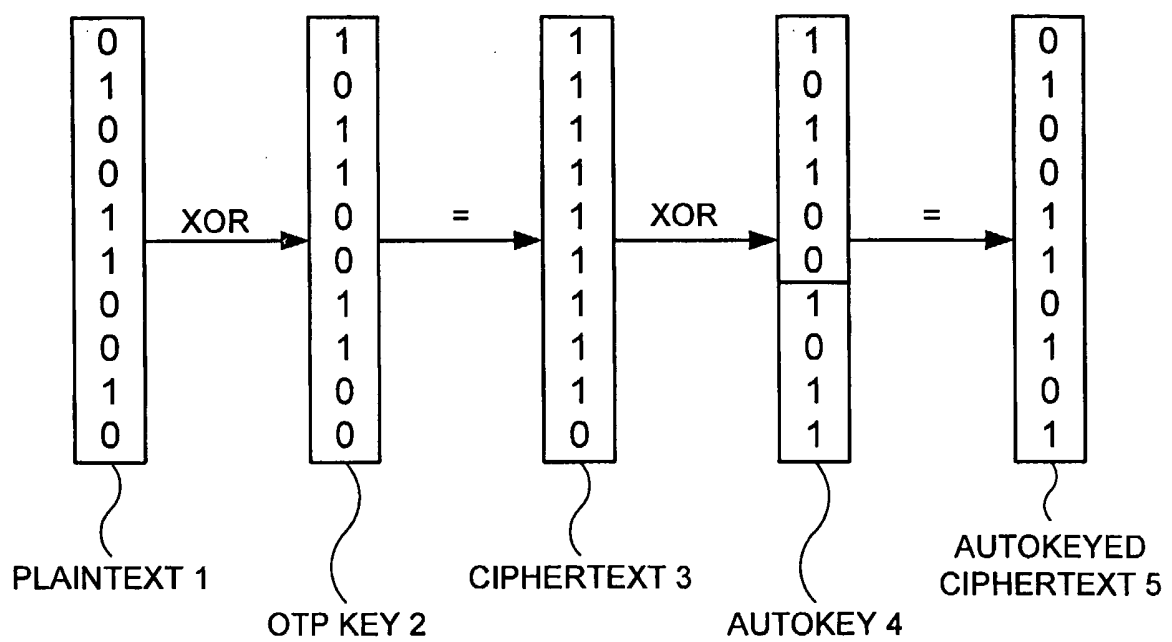 0 1 1 1 0
1 0 1 0 1
0 1 1 1 0
0 1 1 1 0
1 0 1 0 1
XOR = XOR =
1 0 1 0 1
0 1 1 1 0
0 1 1 0 1
1 0 1 1 0
0 0 0 1 1
PLAINTEXT 1
OTP KEY 2
CIPHERTEXT 3
AUTOKEY 4
AUTOKEYED
CIPHERTEXT 5